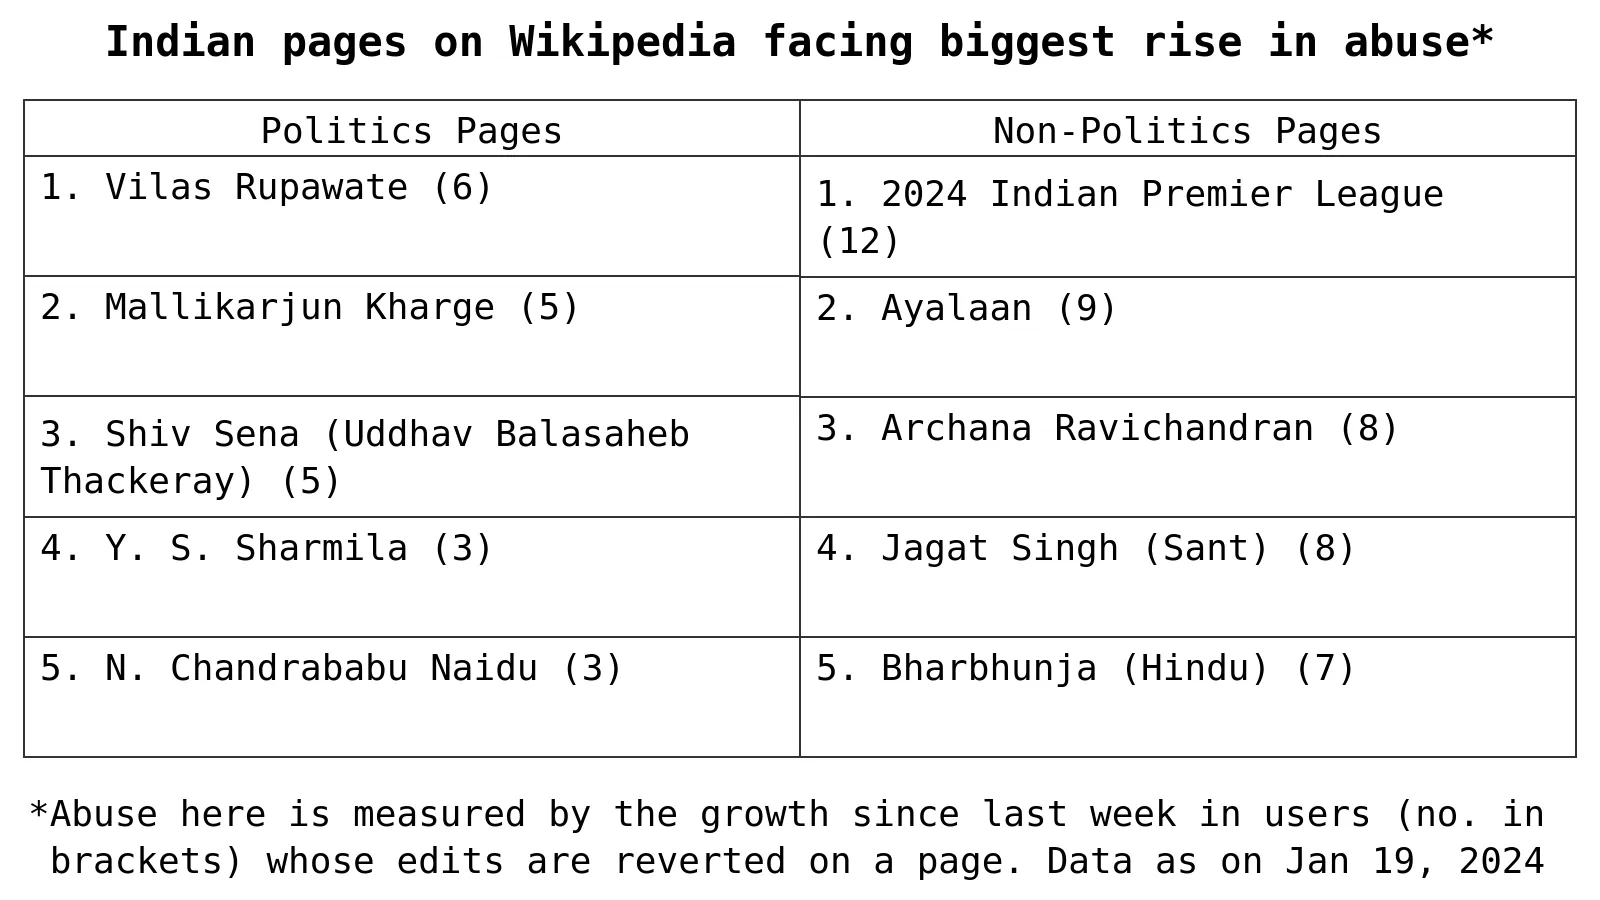 Indian pages on Wikipedia facing biggest rise in abuse*
Politics Pages
Non-Politics Pages
1. Vilas Rupawate (6)
1. 2024 Indian Premier League
(12)
2. Mallikarjun Kharge (5)
2. Ayalaan (9)
3. Shiv Sena (Uddhav Balasaheb
Thackeray) (5)
3. Archana Ravichandran (8)
4. Y. S. Sharmila (3)
4. Jagat Singh (Sant) (8)
5. N. Chandrababu Naidu (3)
5. Bharbhunja (Hindu) (7)
*Abuse here is measured by the growth since last week in users (no. in
brackets) whose edits are reverted on a page. Data as on Jan 19, 2024